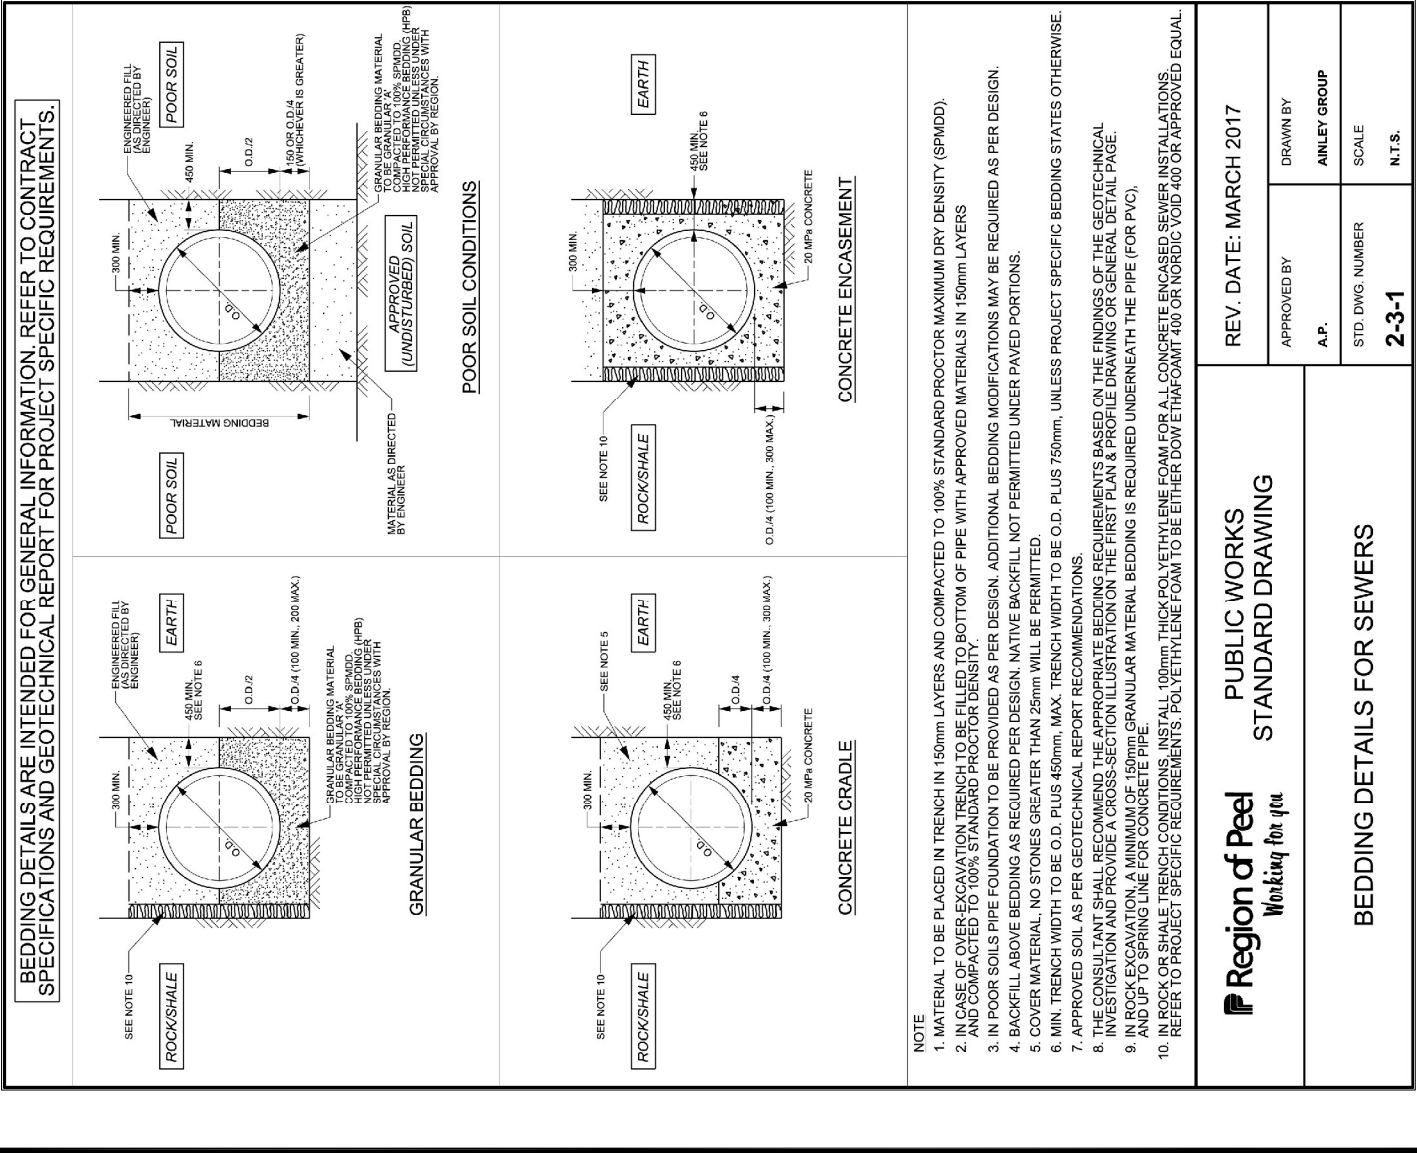 BEDDING DETAILS ARE INTENDED FOR GENERAL INFORMATION, REFER TO CONTRACT
SPECIFICATIONS AND GEOTECHNICAL REPORT FOR PROJECT SPECIFIC REQUIREMENTS.
SEE NOTE 10
300 MIN.
ENGINEERED FILL
(AS DIRECTED BY
ENGINEER)
ROCK/SHALE
EARTH
450 MIN.
SEE NOTE 6
O.D.
O.D./2
O.D./4 (100 MIN., 200 MAX.)
GRANULAR BEDDING MATERIAL
TO BE GRANULAR 'A'
COMPACTED TO 100% SPMDD.
HIGH PERFORMANCE BEDDING (HPB)
NOT PERMITTED UNLESS UNDER
SPECIAL CIRCUMSTANCES WITH
APPROVAL BY REGION.
GRANULAR BEDDING
300 MIN.
ENGINEERED FILL
(AS DIRECTED BY
ENGINEER)
POOR SOIL
POOR SOIL
450 MIN.
O.D.
O.D./2
BEDDING MATERIAL
150 OR O.D./4
(WHICHEVER IS GREATER)
GRANULAR BEDDING MATERIAL
TO BE GRANULAR 'A'
COMPACTED TO 100% SPMDD.
HIGH PERFORMANCE BEDDING (HPB)
NOT PERMITTED UNLESS UNDER
SPECIAL CIRCUMSTANCES WITH
APPROVAL BY REGION.
MATERIAL AS DIRECTED
BY ENGINEER
APPROVED
(UNDISTURBED) SOIL
POOR SOIL CONDITIONS
SEE NOTE 10
300 MIN.
SEE NOTE 5
ROCK/SHALE
EARTH
450 MIN.
SEE NOTE 6
O.D.
O.D./4
O.D./4 (100 MIN., 300 MAX.)
20 MPa CONCRETE
CONCRETE CRADLE
300 MIN.
SEE NOTE 10
ROCK/SHALE
EARTH
450 MIN.
SEE NOTE 6
O.D.
O.D./4 (100 MIN., 300 MAX.)
20 MPa CONCRETE
CONCRETE ENCASEMENT
NOTE
1. MATERIAL TO BE PLACED IN TRENCH IN 150mm LAYERS AND COMPACTED TO 100% STANDARD PROCTOR MAXIMUM DRY DENSITY (SPMDD).
2. IN CASE OF OVER-EXCAVATION TRENCH TO BE FILLED TO BOTTOM OF PIPE WITH APPROVED MATERIALS IN 150mm LAYERS
AND COMPACTED TO 100% STANDARD PROCTOR DENSITY.
3. IN POOR SOILS PIPE FOUNDATION TO BE PROVIDED AS PER DESIGN. ADDITIONAL BEDDING MODIFICATIONS MAY BE REQUIRED AS PER DESIGN.
4. BACKFILL ABOVE BEDDING AS REQUIRED PER DESIGN. NATIVE BACKFILL NOT PERMITTED UNDER PAVED PORTIONS.
5. COVER MATERIAL, NO STONES GREATER THAN 25mm WILL BE PERMITTED.
6. MIN. TRENCH WIDTH TO BE O.D. PLUS 450mm, MAX. TRENCH WIDTH TO BE O.D. PLUS 750mm, UNLESS PROJECT SPECIFIC BEDDING STATES OTHERWISE.
7. APPROVED SOIL AS PER GEOTECHNICAL REPORT RECOMMENDATIONS.
8. THE CONSULTANT SHALL RECOMMEND THE APPROPRIATE BEDDING REQUIREMENTS BASED ON THE FINDINGS OF THE GEOTECHNICAL
INVESTIGATION AND PROVIDE A CROSS-SECTION ILLUSTRATION ON THE FIRST PLAN & PROFILE DRAWING OR GENERAL DETAIL PAGE.
9. IN ROCK EXCAVATION, A MINIMUM OF 150mm GRANULAR MATERIAL BEDDING IS REQUIRED UNDERNEATH THE PIPE (FOR PVC),
AND UP TO SPRING LINE FOR CONCRETE PIPE.
10. IN ROCK OR SHALE TRENCH CONDITIONS, INSTALL 100mm THICK POLYETHYLENE FOAM FOR ALL CONCRETE ENCASED SEWER INSTALLATIONS.
REFER TO PROJECT SPECIFIC REQUIREMENTS. POLYETHYLENE FOAM TO BE EITHER DOW ETHAFOAMT 400 OR NORDIC VOID 400 OR APPROVED EQUAL.
Region of Peel
Working for you
PUBLIC WORKS
STANDARD DRAWING
BEDDING DETAILS FOR SEWERS
REV. DATE: MARCH 2017
APPROVED BY
A.P.
DRAWN BY
AINLEY GROUP
STD. DWG. NUMBER
2-3-1
SCALE
N.T.S.